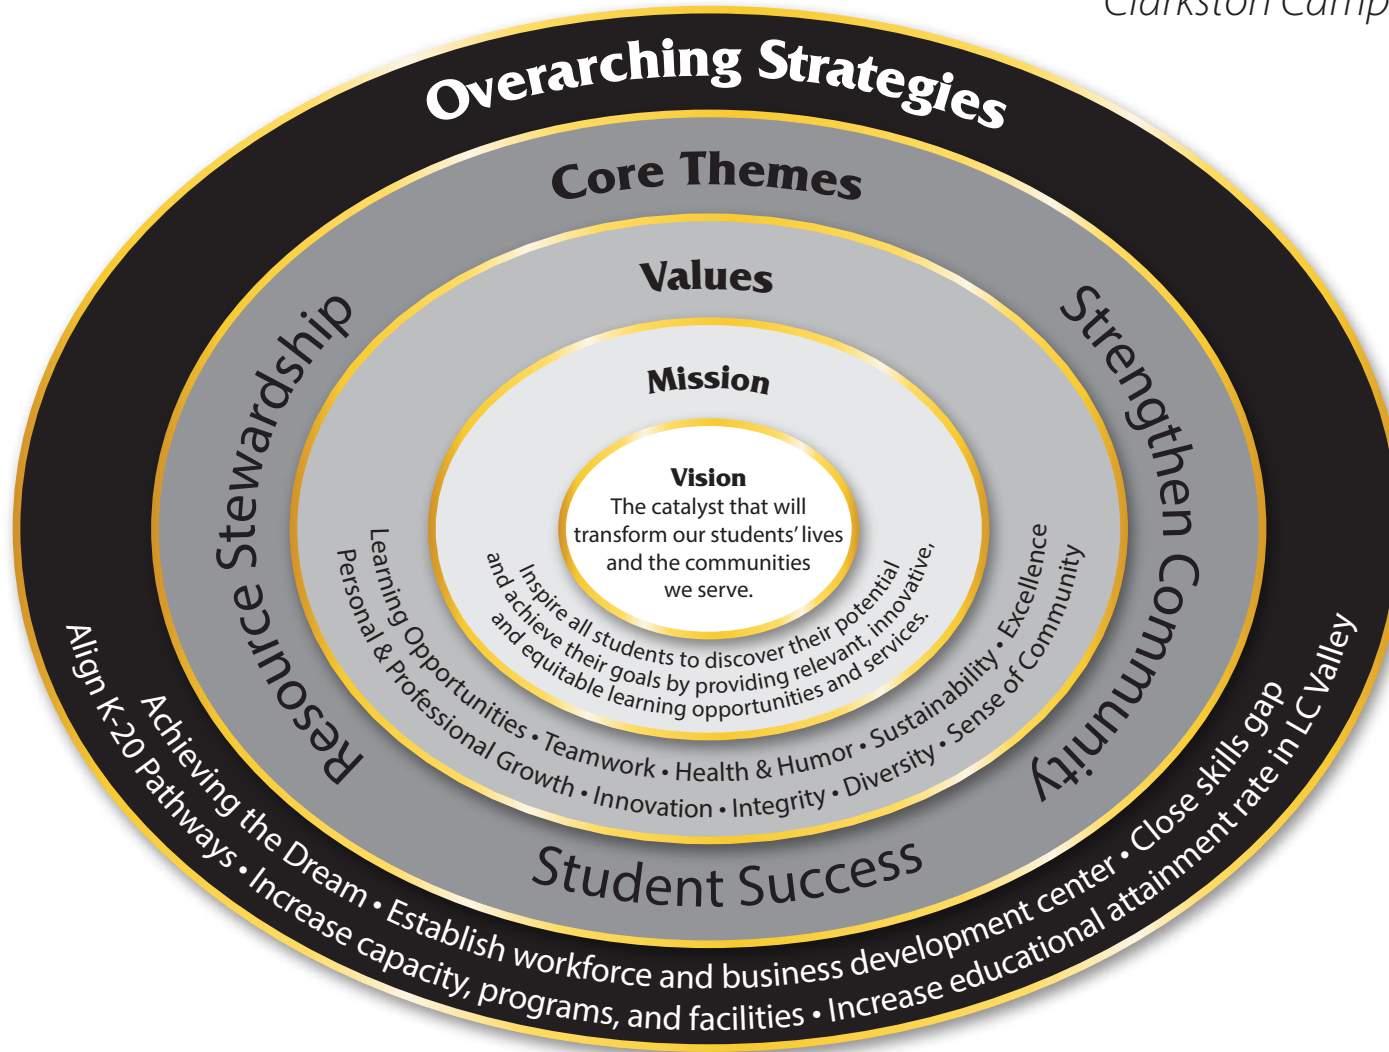 Clarkston Camp
Overarching Strategies
Core Themes
Values
Mission
Vision
The catalyst that will
transform our students' lives
and the communities
we serve.
Inspire all students to discover their potential
and achieve their goals by providing relevant, innovative,
and equitable learning opportunities and services.
Learning Opportunities • Teamwork • Health & Humor • Sustainability • Excellence
Personal & Professional Growth • Innovation • Integrity • Diversity • Sense of Community
Resource Stewardship
Student Success
Strengthen Community
Achieving the Dream • Establish workforce and business development center • Close skills gap
Align K-20 Pathways • Increase capacity, programs, and facilities • Increase educational attainment rate in LC Valley